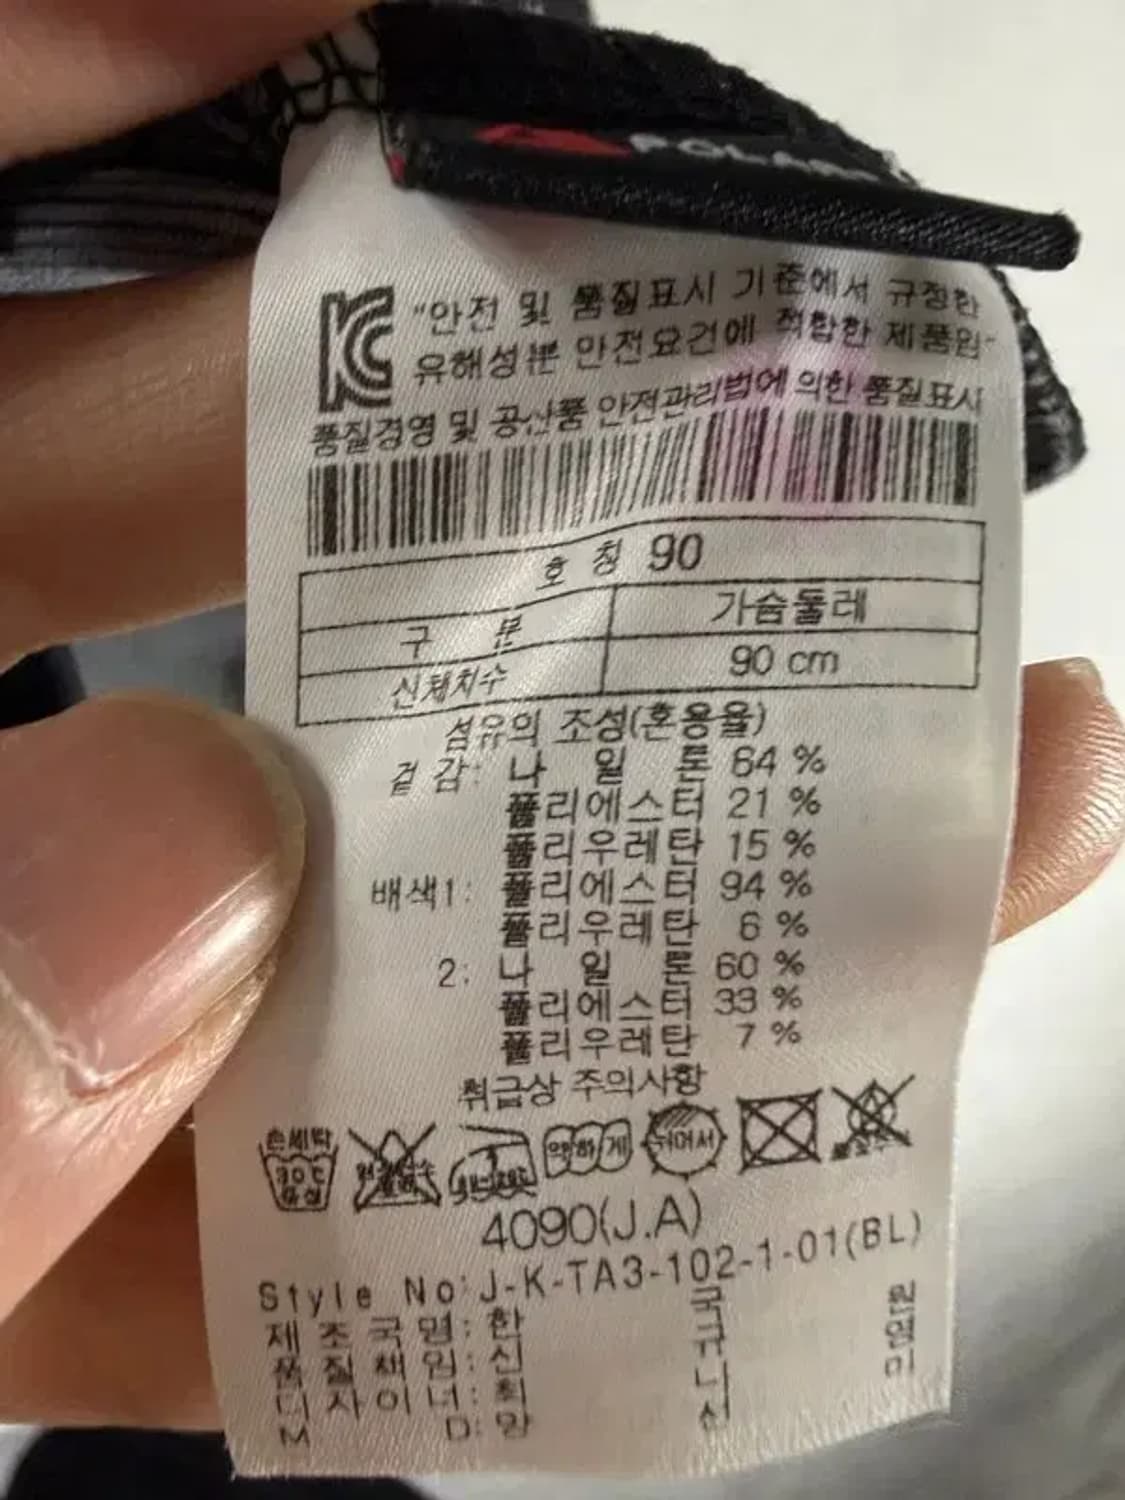 POLAR
KC
"안전 및 품질표시 기준에서 규정한
유해성분 안전요건에 적합한 제품임"
품질경영 및 공산품 안전관리법에 의한 품질표시
호 칭 90
구 분 가슴둘레
신체치수 90 cm
섬유의 조성(혼용율)
겉감: 나 일 론 64 %
폴리에스터 21 %
폴리우레탄 15 %
배색1: 폴리에스터 94 %
폴리우레탄 6 %
2: 나 일 론 60 %
폴리에스터 33 %
폴리우레탄 7 %
취급상 주의사항
손세탁 30℃ 중성
약하게 뉘어서
4090(J.A)
Style No: J-K-TA3-102-1-01(BL)
제 조 국 명: 한 국
품 질 책 임: 신 규
디 자 이 너: 최
M D: 양